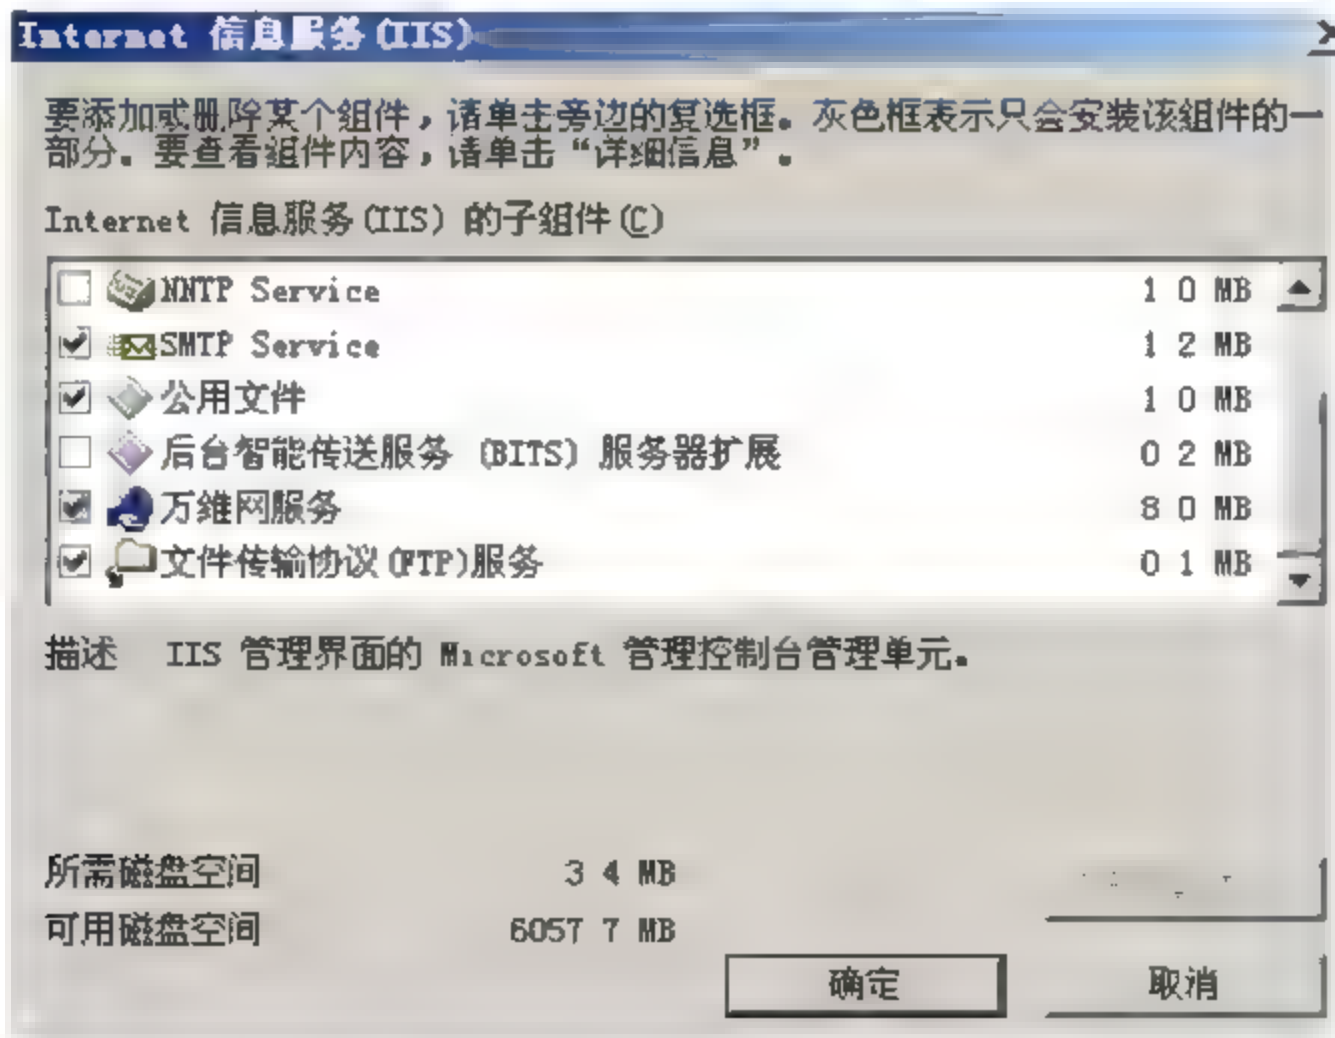 Internet 信息服务(IIS)
要添加或删除某个组件，请单击旁边的复选框。灰色框表示只会安装该组件的一
部分。要查看组件内容，请单击“详细信息”。
Internet 信息服务(IIS) 的子组件(C)
NNTP Service 1 0 MB
SMTP Service 1 2 MB
公用文件 1 0 MB
后台智能传送服务 (BITS) 服务器扩展 0 2 MB
万维网服务 8 0 MB
文件传输协议(FTP)服务 0 1 MB
描述 IIS 管理界面的 Microsoft 管理控制台管理单元。
所需磁盘空间 3 4 MB
可用磁盘空间 6057 7 MB
确定 取消